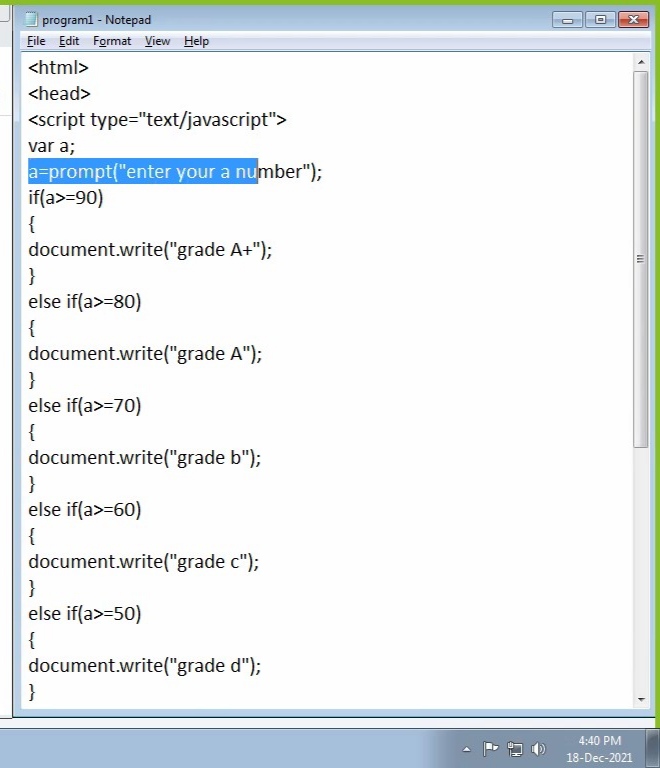 program1 - Notepad
File Edit Format View Help
<html>
<head>
<script type="text/javascript">
var a;
a=prompt("enter your a number");
if(a>=90)
{
document.write("grade A+");
}
else if(a>=80)
{
document.write("grade A");
}
else if(a>=70)
{
document.write("grade b");
}
else if(a>=60)
{
document.write("grade c");
}
else if(a>=50)
{
document.write("grade d");
}
4:40 PM
18-Dec-2021